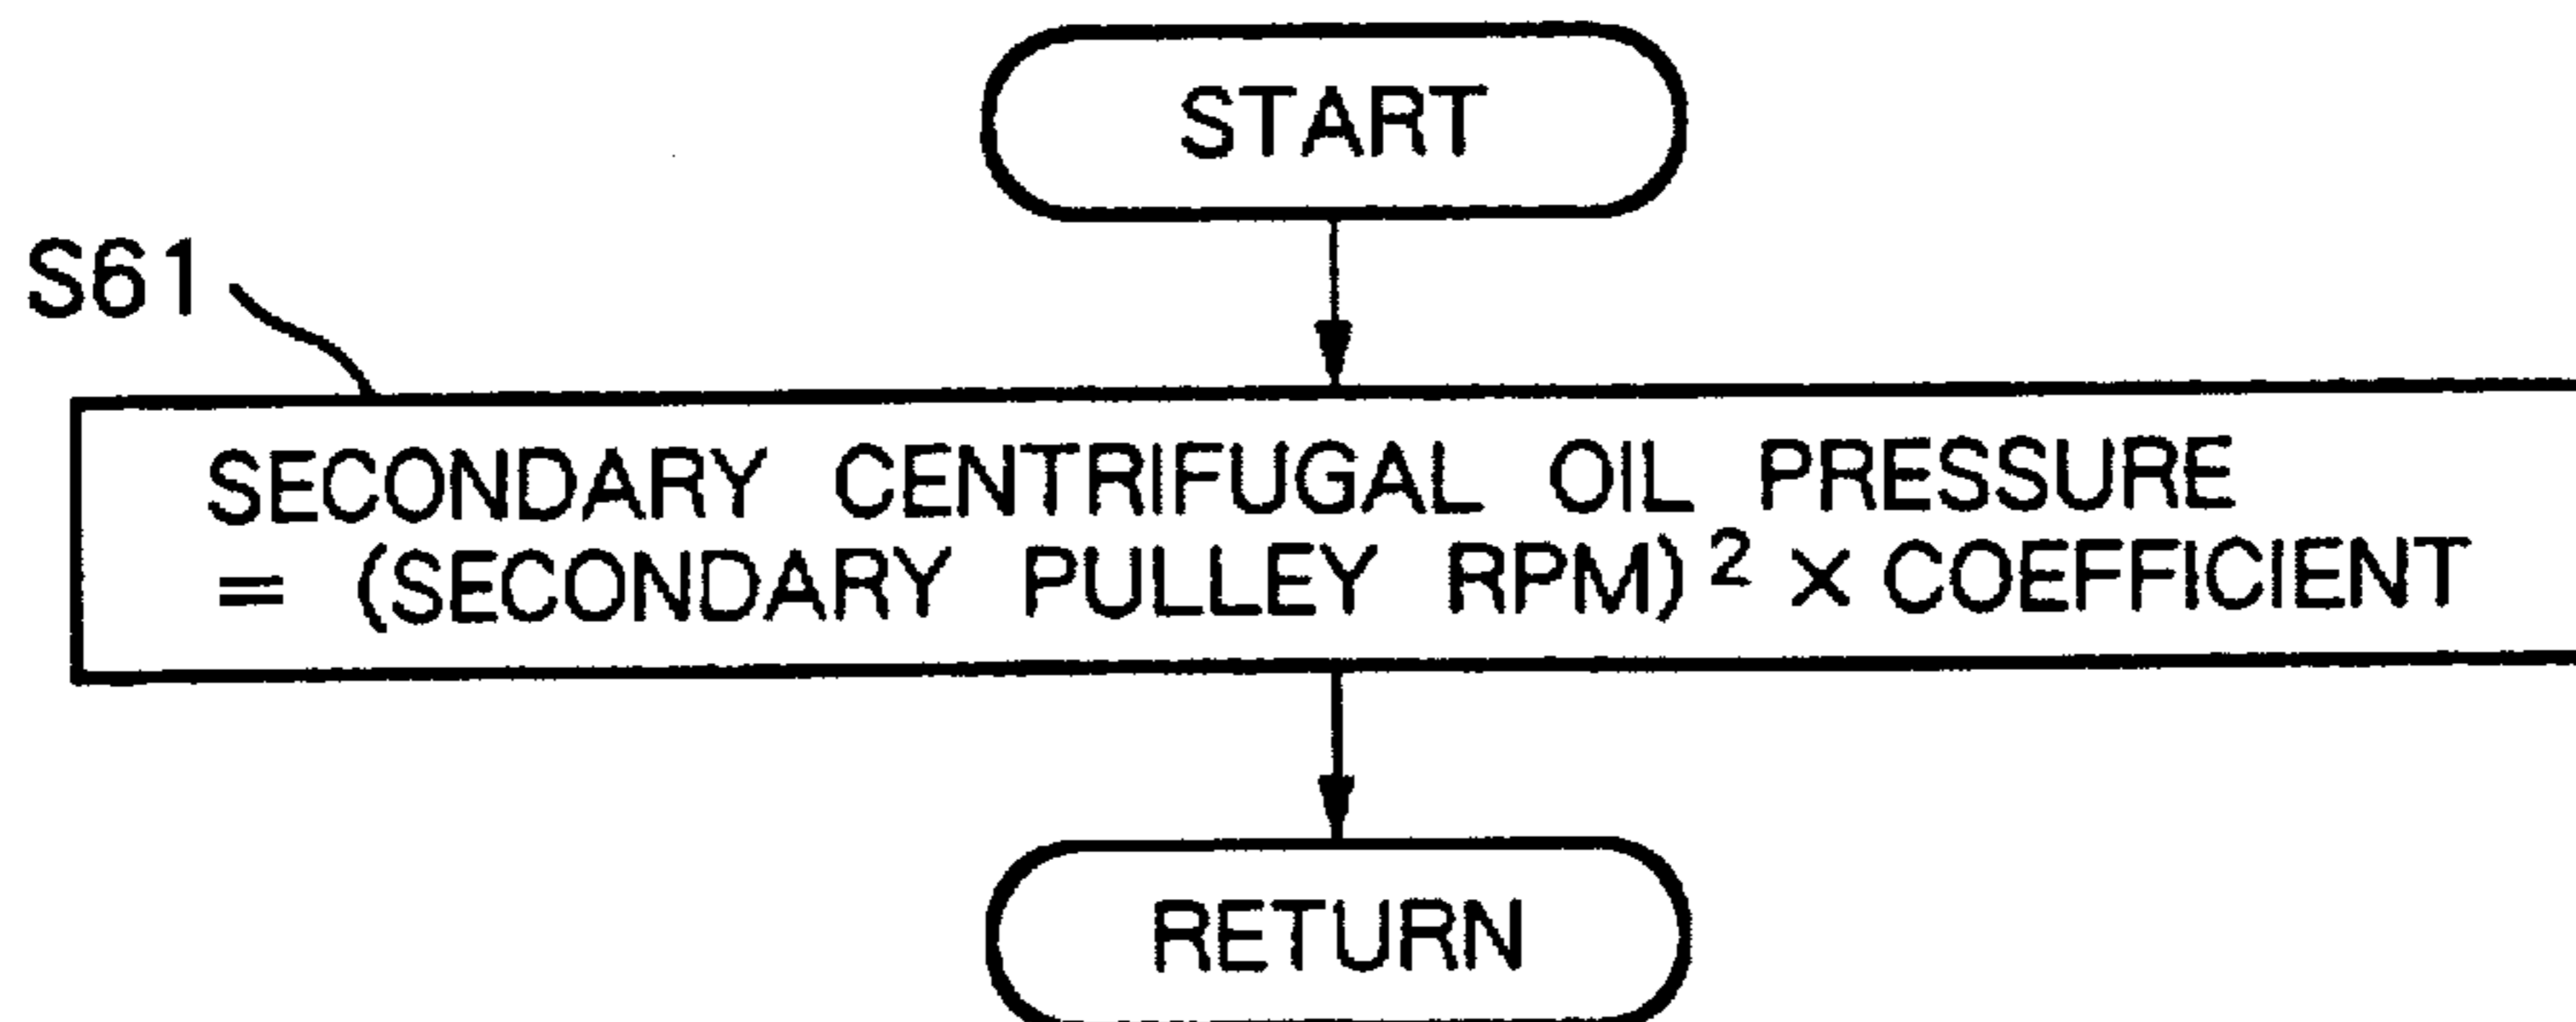 START
S61
SECONDARY CENTRIFUGAL OIL PRESSURE
= (SECONDARY PULLEY RPM)² × COEFFICIENT
RETURN